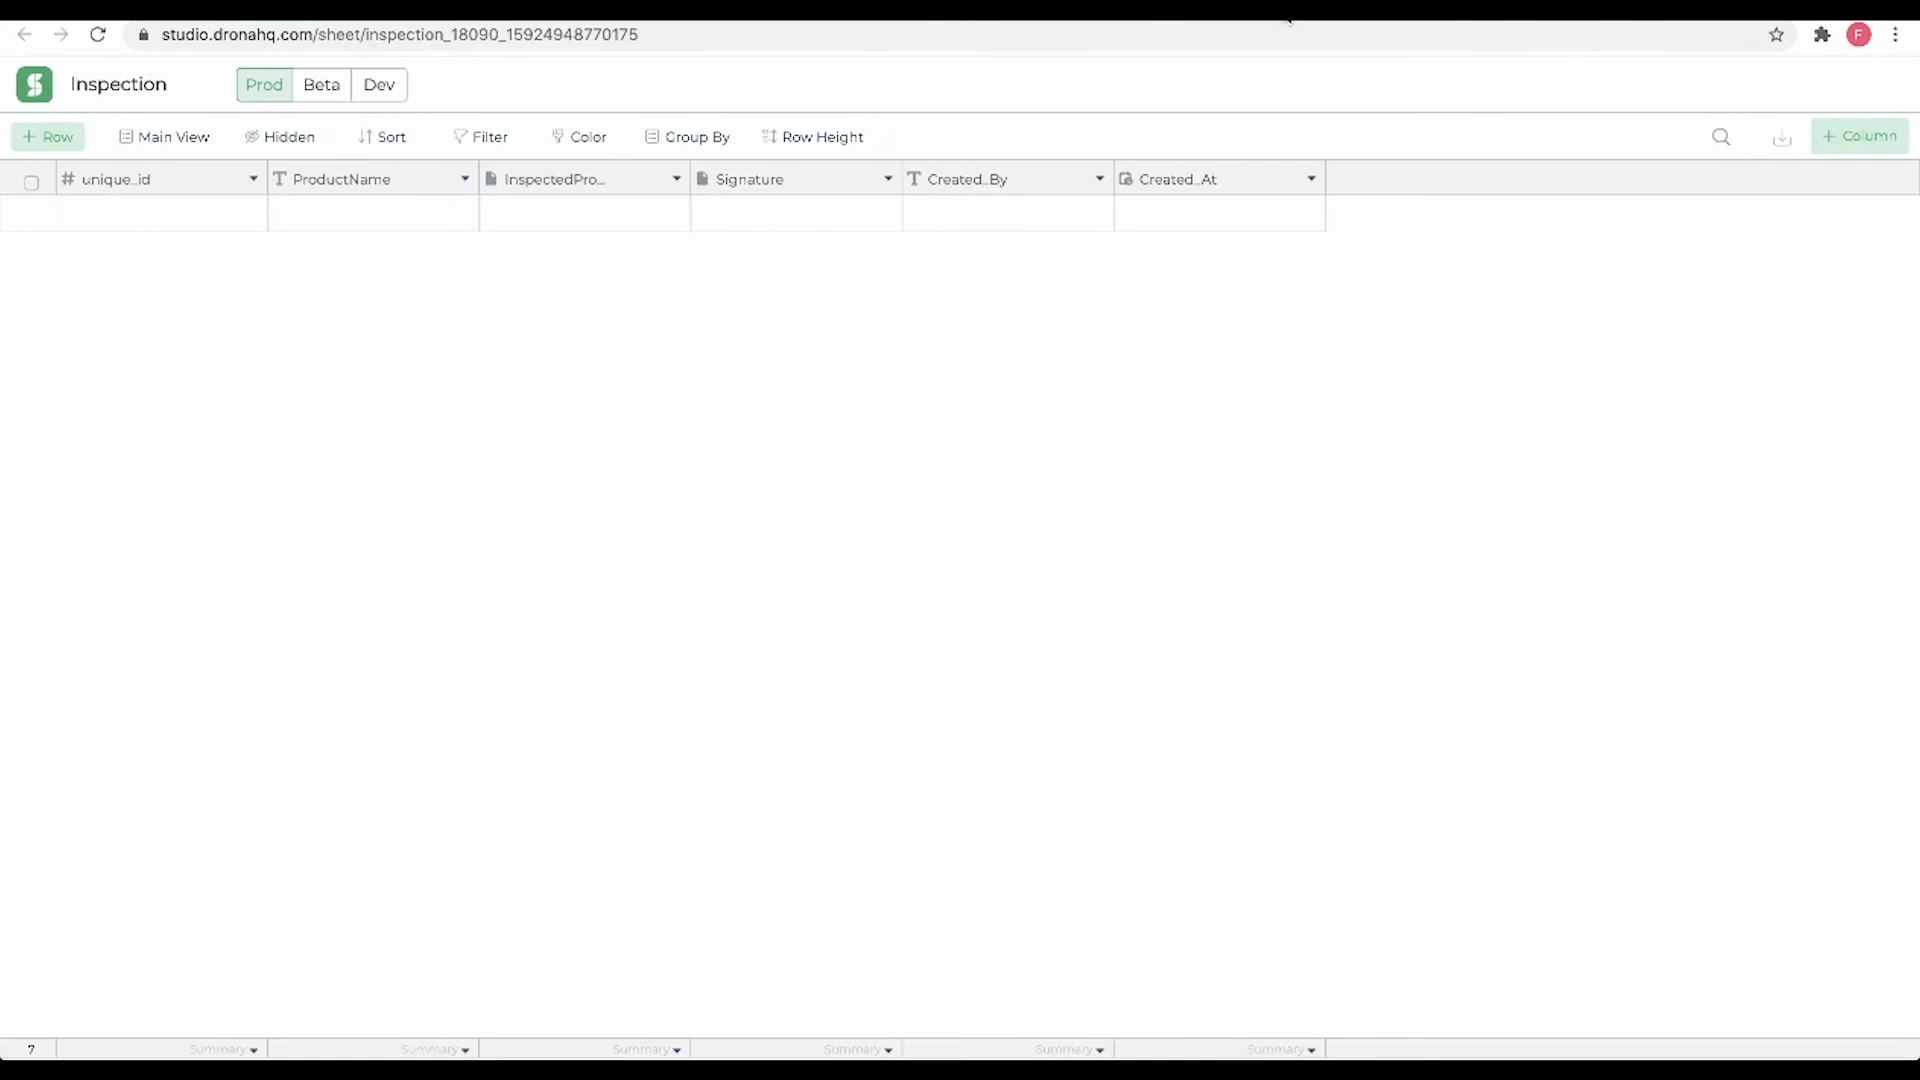 studio.dronahq.com/sheet/inspection_18090_15924948770175
F
Inspection Prod Beta Dev
+ Row Main View Hidden Sort Filter Color Group By Row Height + Column
# unique_id T ProductName InspectedPro... Signature T Created_By Created_At
7 Summary Summary Summary Summary Summary Summary